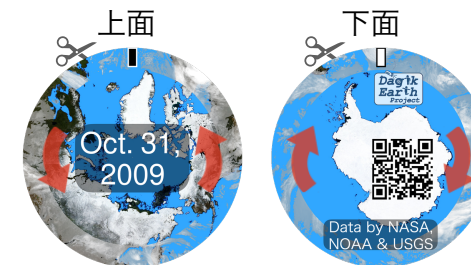 上面
下面
Oct. 31,
2009
Dagik
Earth
Project
Data by NASA,
NOAA & USGS